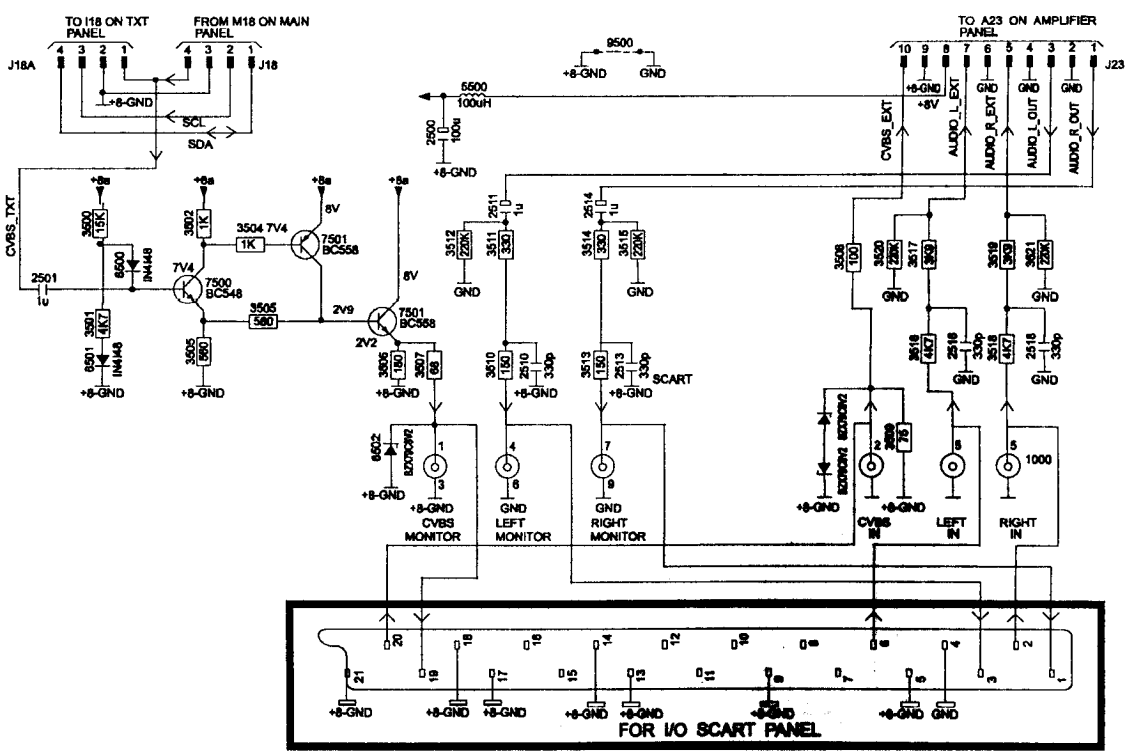 TO I18 ON TXT PANEL
FROM M18 ON MAIN PANEL
J18A 4 3 2 1
4 3 2 1 J18
+8-GND
SCL
SDA
9500
+8-GND
GND
5500
100uH
2500
100u
+8-GND
TO A23 ON AMPLIFIER PANEL
10 9 8 7 6 5 4 3 2 1 J23
+8-GND
+8V
GND
GND
GND
CVBS_EXT
AUDIO_L_EXT
AUDIO_R_EXT
AUDIO_L_OUT
AUDIO_R_OUT
CVBS_TXT
2501
1u
+8a
3500
15K
6500
IN4148
3501
4K7
6501
IN4148
+8-GND
+8a
3502
1K
7V4
7500
BC548
3505
560
+8-GND
3504
1K
7V4
+8a
8V
7501
BC558
3505
560
2V9
+8a
8V
7501
BC558
2V2
3506
180
+8-GND
3507
68
3512
220K
GND
2511
1u
3511
330
3510
150
2510
330p
+8-GND
2514
1u
3514
330
3515
220K
GND
3513
150
2513
330p
+8-GND
SCART
3508
100
3520
220K
GND
3517
3K9
3516
4K7
2516
330p
GND
3519
3K9
3521
220K
GND
3518
4K7
2518
330p
GND
6502
BZX79C8V2
+8-GND
1
3
+8-GND
CVBS
MONITOR
4
6
GND
LEFT
MONITOR
7
9
GND
RIGHT
MONITOR
BZX79C8V2
BZX79C8V2
+8-GND
2
CVBS
IN
3509
75
+8-GND
8
LEFT
IN
5
1000
RIGHT
IN
20 18 16 14 12 10 8 6 4 2
21 19 17 15 13 11 9 7 5 3 1
+8-GND
+8-GND
+8-GND
+8-GND
+8-GND
+8-GND
+8-GND
GND
FOR I/O SCART PANEL